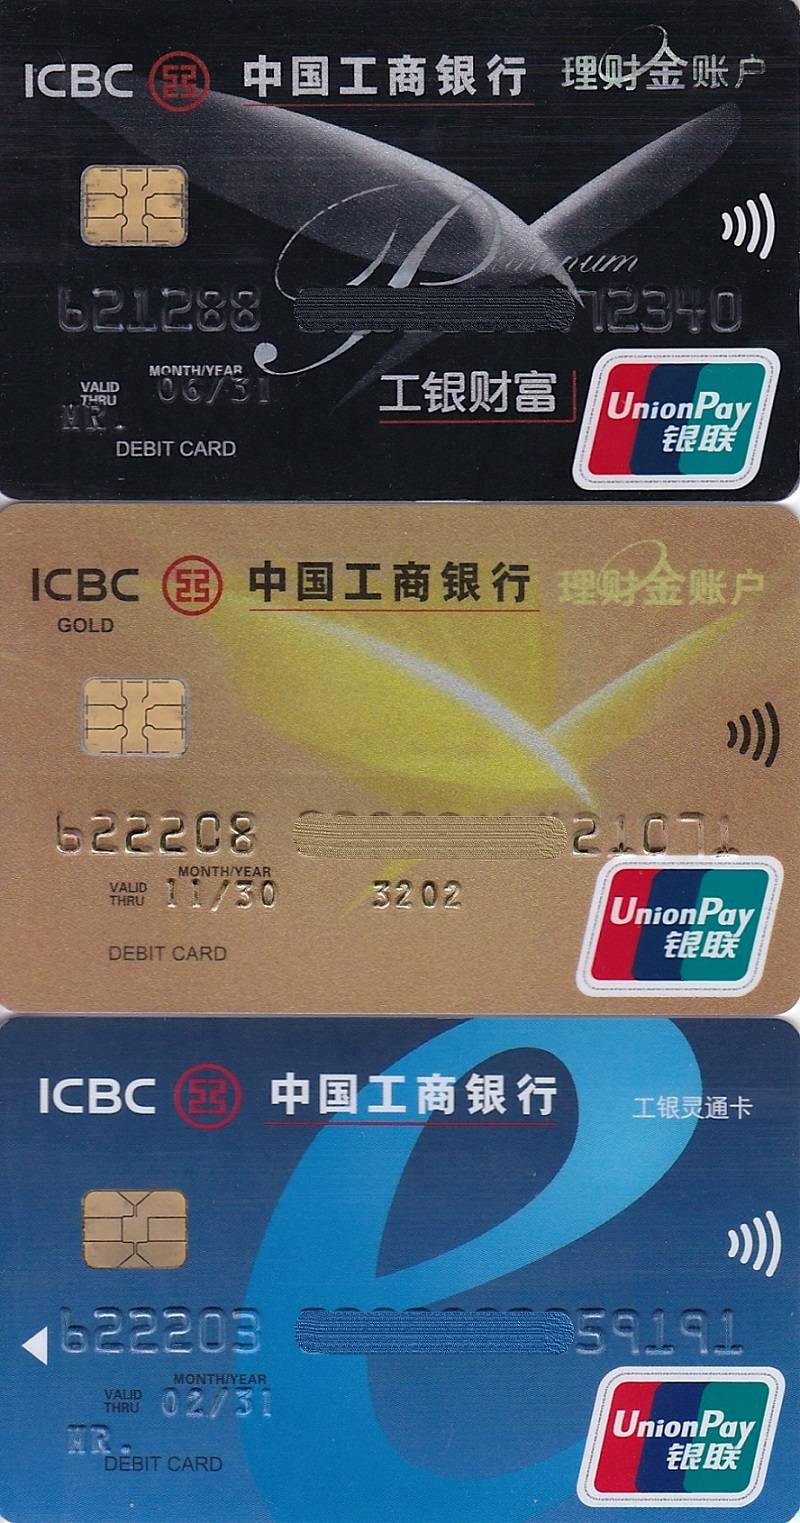 ICBC 中国工商银行 理财金账户
Platinum
621288 72340
MONTH/YEAR
VALID THRU 06/31
工银财富
MR.
DEBIT CARD
UnionPay
银联
ICBC 中国工商银行 理财金账户
GOLD
622208 21071
MONTH/YEAR
VALID THRU 11/30 3202
DEBIT CARD
UnionPay
银联
ICBC 中国工商银行 工银灵通卡
622203 59191
MONTH/YEAR
VALID THRU 02/31
MR.
DEBIT CARD
UnionPay
银联